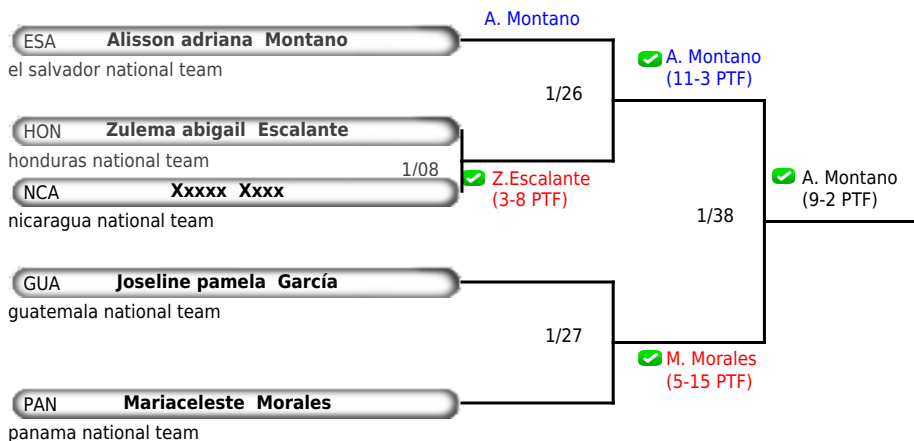 A. Montano
ESA Alisson adriana Montano
el salvador national team
A. Montano
(11-3 PTF)
1/26
HON Zulema abigail Escalante
honduras national team
1/08
Z.Escalante
(3-8 PTF)
NCA Xxxxx Xxxx
nicaragua national team
A. Montano
(9-2 PTF)
1/38
GUA Joseline pamela García
guatemala national team
1/27
M. Morales
(5-15 PTF)
PAN Mariaceleste Morales
panama national team